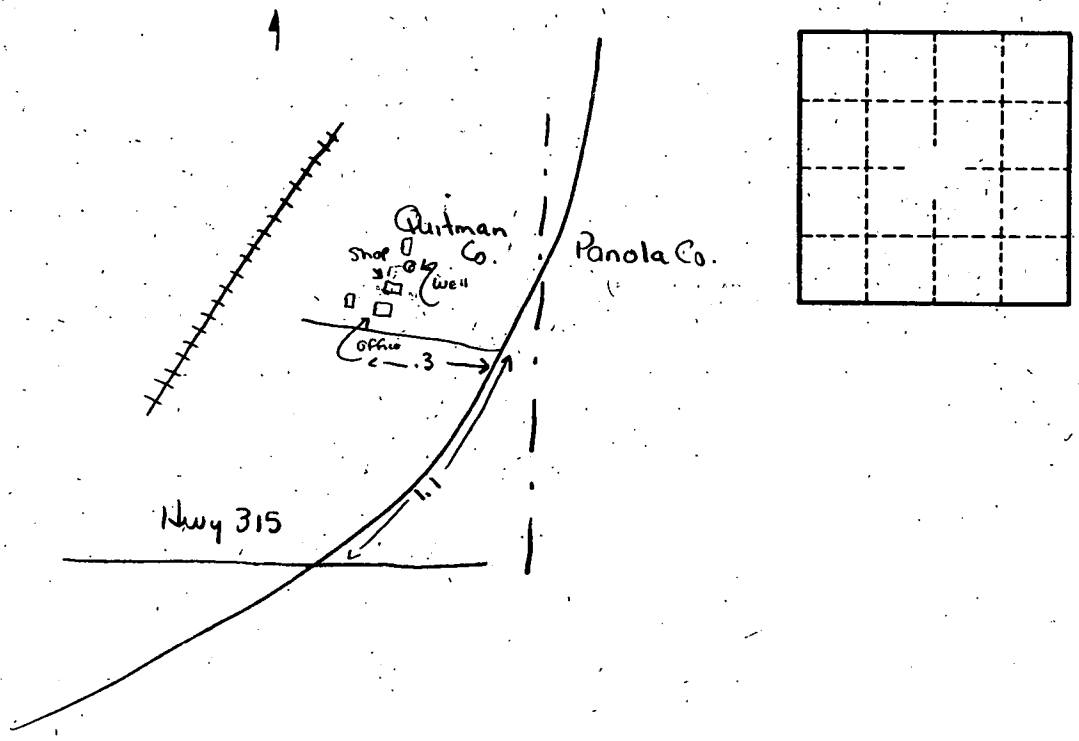 Quitman
Co.
Panola Co.
Shop
Well
Office
.3
1.1
Hwy 315